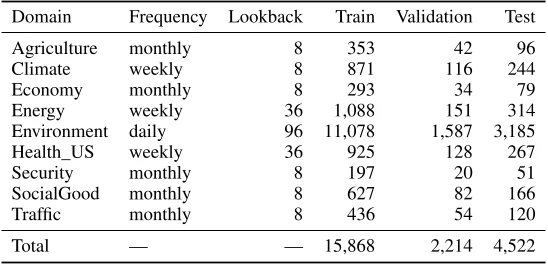 Domain Frequency Lookback Train Validation Test
Agriculture monthly 8 353 42 96
Climate weekly 8 871 116 244
Economy monthly 8 293 34 79
Energy weekly 36 1,088 151 314
Environment daily 96 11,078 1,587 3,185
Health_US weekly 36 925 128 267
Security monthly 8 197 20 51
SocialGood monthly 8 627 82 166
Traffic monthly 8 436 54 120
Total — — 15,868 2,214 4,522